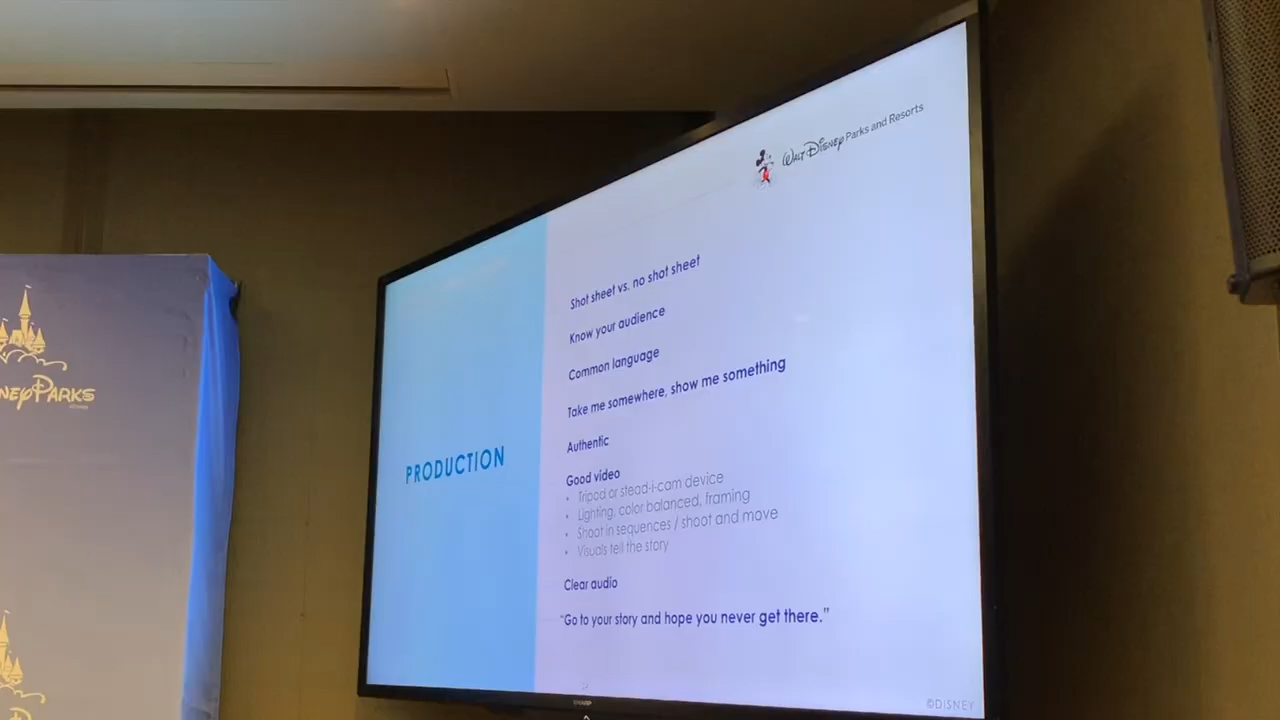 Walt Disney Parks and Resorts
Shot sheet vs. no shot sheet
Know your audience
Common language
Take me somewhere, show me something
Authentic
PRODUCTION
Good video
• Tripod or stead-i-cam device
• Lighting, color balanced, framing
• Shoot in sequences / shoot and move
• Visuals tell the story
Clear audio
“Go to your story and hope you never get there.”
©DISNEY
SHARP
NEY PARKS